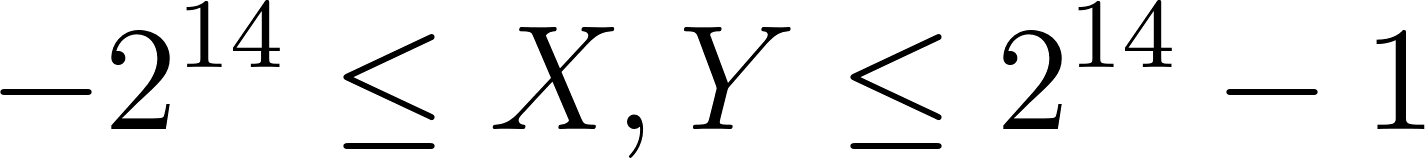 −2^{14} ≤ X, Y ≤ 2^{14} − 1